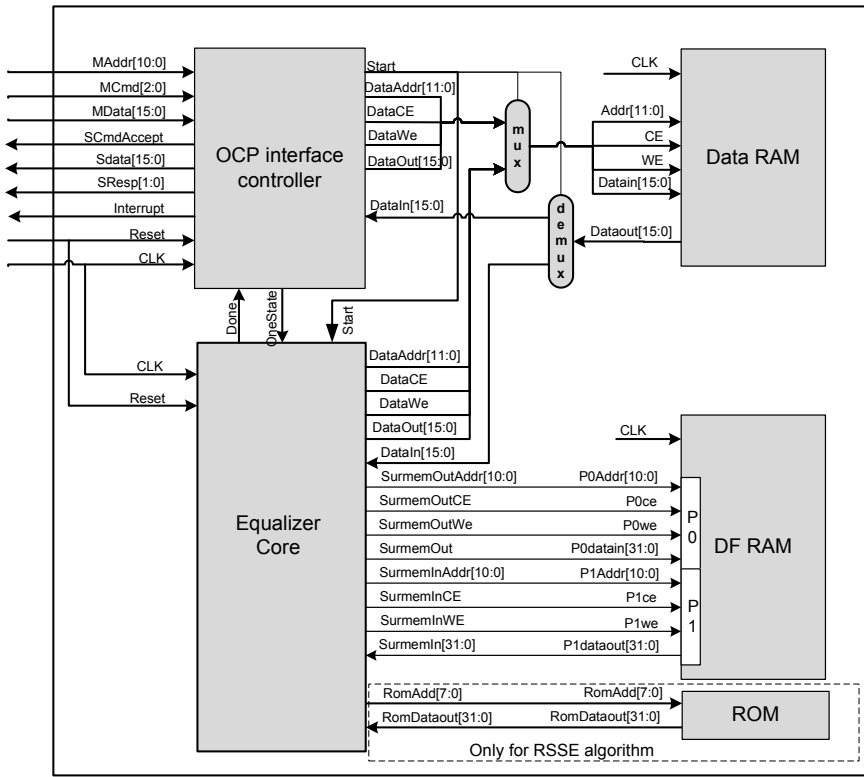 MAddr[10:0]
MCmd[2:0]
MData[15:0]
SCmdAccept
Sdata[15:0]
SResp[1:0]
Interrupt
Reset
CLK
OCP interface
controller
Start
DataAddr[11:0]
DataCE
DataWe
DataOut[15:0]
DataIn[15:0]
mux
demux
CLK
Addr[11:0]
CE
WE
Datain[15:0]
Dataout[15:0]
Data RAM
Done
OneState
Start
CLK
Reset
Equalizer
Core
DataAddr[11:0]
DataCE
DataWe
DataOut[15:0]
DataIn[15:0]
SurmemOutAddr[10:0]
SurmemOutCE
SurmemOutWe
SurmemOut
SurmemInAddr[10:0]
SurmemInCE
SurmemInWE
SurmemIn[31:0]
CLK
P0Addr[10:0]
P0ce
P0we
P0datain[31:0]
P1Addr[10:0]
P1ce
P1we
P1dataout[31:0]
P0
P1
DF RAM
RomAdd[7:0]
RomAdd[7:0]
RomDataout[31:0]
RomDataout[31:0]
ROM
Only for RSSE algorithm